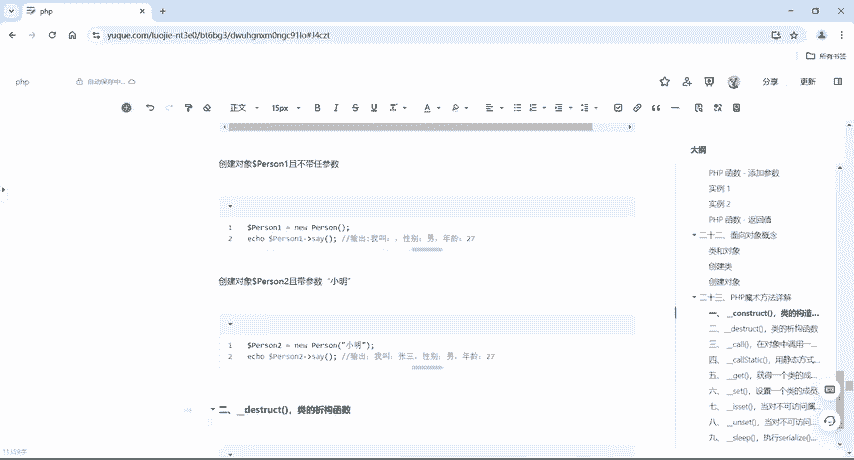 php
yuque.com/luojie-nt3e0/bt6bg3/dwuhgnxm0ngc91lo#J4czt
所有书签
php
自动保存中...
分享
更新
正文
15px
创建对象$Person1且不带任参数
1 $Person1 = new Person();
2 echo $Person1->say(); //输出:我叫：，性别：男，年龄：27
创建对象$Person2且带参数“小明”
1 $Person2 = new Person("小明");
2 echo $Person2->say(); //输出：我叫：张三，性别：男，年龄：27
二、__destruct()，类的析构函数
大纲
PHP 函数 - 添加参数
实例 1
实例 2
PHP 函数 - 返回值
二十二、面向对象概念
类和对象
创建类
创建对象
二十三、PHP魔术方法详解
一、 __construct()，类的构造...
二、__destruct()，类的析构函数
三、 __call()，在对象中调用一...
四、 __callStatic()，用静态方式...
五、 __get()，获得一个类的成...
六、 __set()，设置一个类的成员...
七、 __isset()，当对不可访问属...
八、 __unset()，当对不可访问...
九、 __sleep()，执行serialize()...